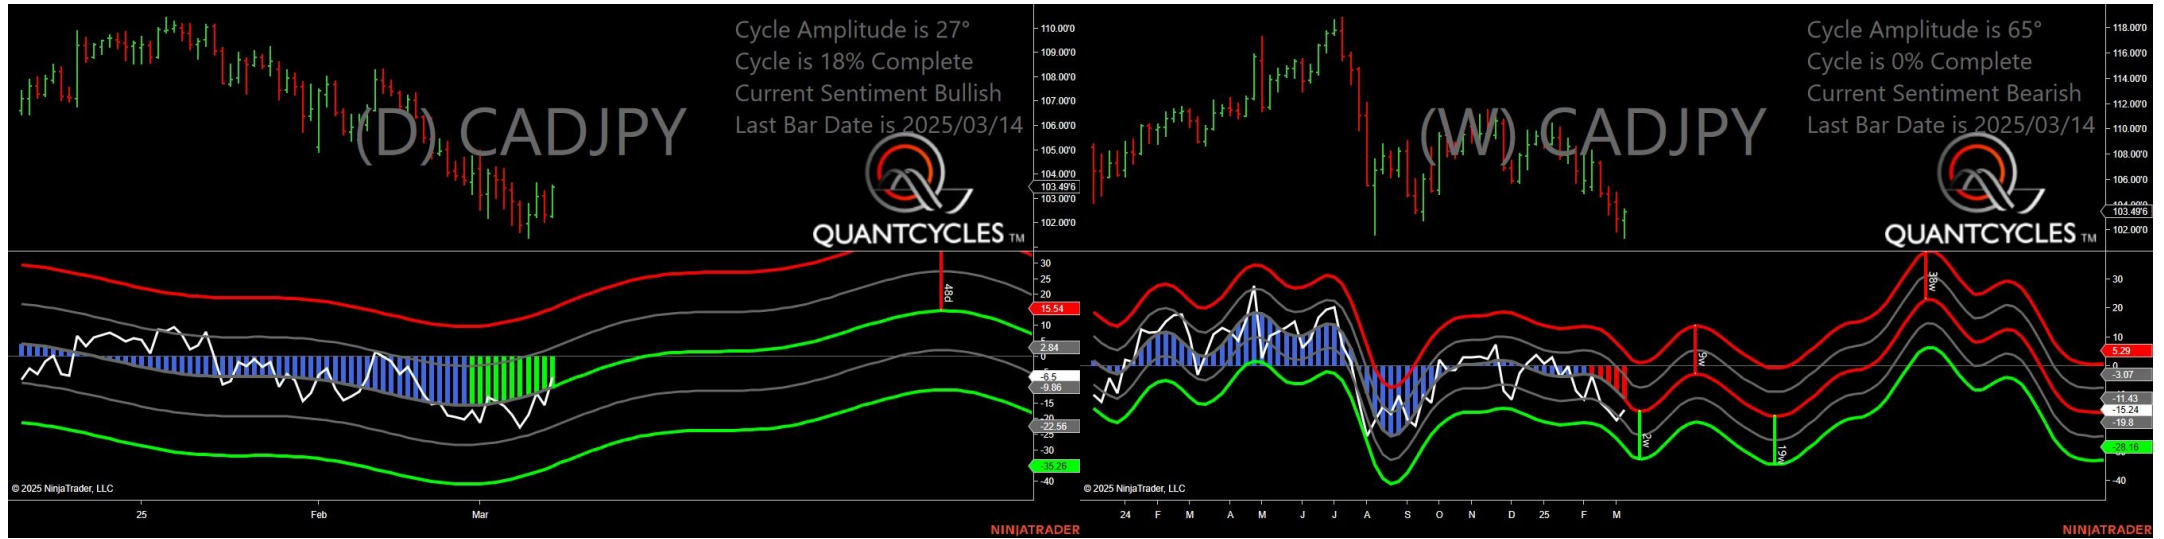 Cycle Amplitude is 27°
Cycle is 18% Complete
Current Sentiment Bullish
Last Bar Date is 2025/03/14
(D) CADJPY
QUANTCYCLES TM
110.00'0
109.00'0
108.00'0
107.00'0
106.00'0
105.00'0
104.00'0
103.49'6
103.00'0
102.00'0
48d
30
25
20
15.54
10
5
2.84
-6.5
-9.86
-15
-20
-22.56
-25
-30
-35.26
-40
© 2025 NinjaTrader, LLC
25 Feb Mar
NINJATRADER
Cycle Amplitude is 65°
Cycle is 0% Complete
Current Sentiment Bearish
Last Bar Date is 2025/03/14
(W) CADJPY
QUANTCYCLES TM
118.00'0
116.00'0
114.00'0
112.00'0
110.00'0
108.00'0
106.00'0
104.00'0
103.49'6
102.00'0
38w
9w
2w
19w
30
20
10
5.29
0
-3.07
-11.43
-15.24
-19.8
-28.16
-40
© 2025 NinjaTrader, LLC
24 F M A M J J A S O N D 25 F M
NINJATRADER